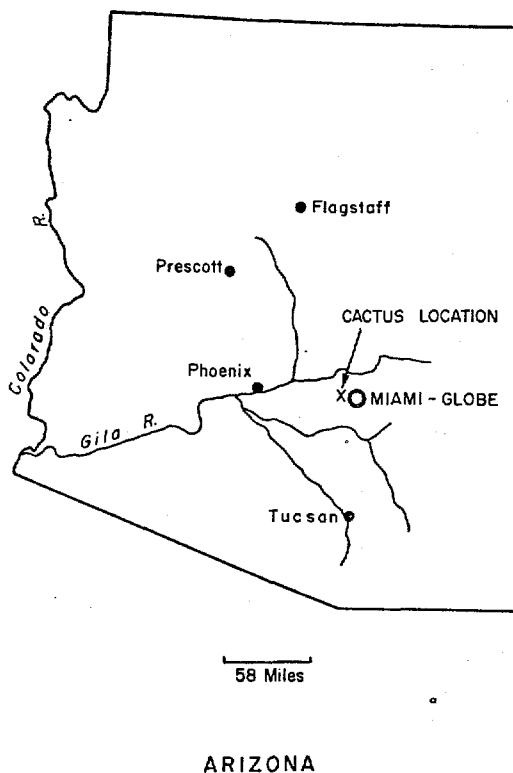 Flagstaff
Prescott
Colorado R.
CACTUS LOCATION
Phoenix
X
MIAMI - GLOBE
Gila R.
Tucsan
58 Miles
a
ARIZONA